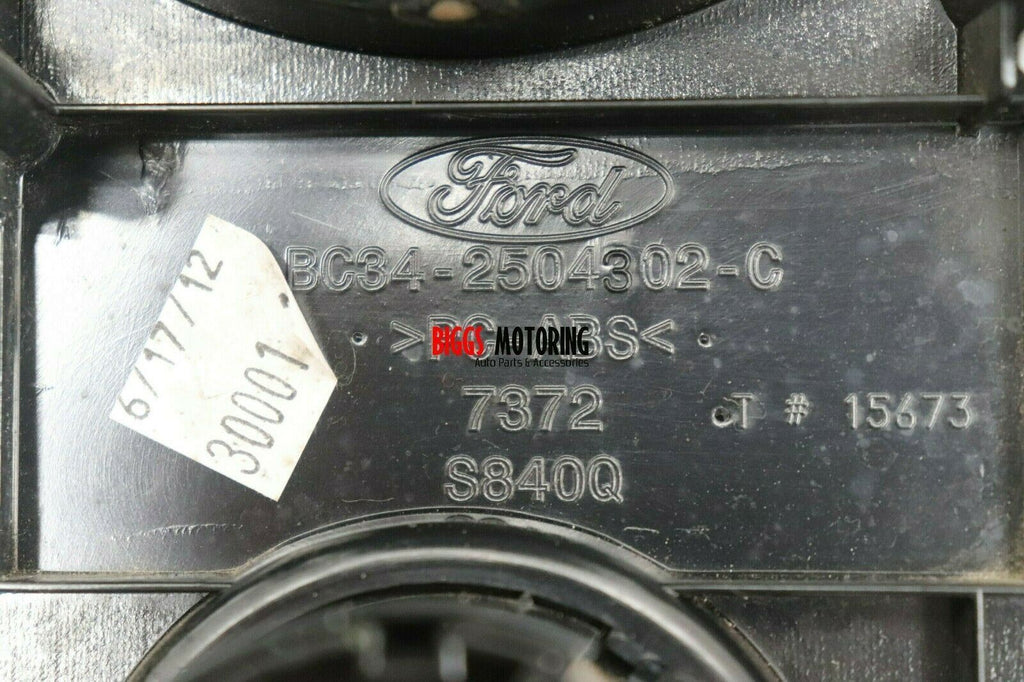 Ford
BC34-2504302-C
>PC-ABS<
BIGGS MOTORING
Auto Parts & Accessories
7372
T # 15673
S840Q
6/17/12
30001